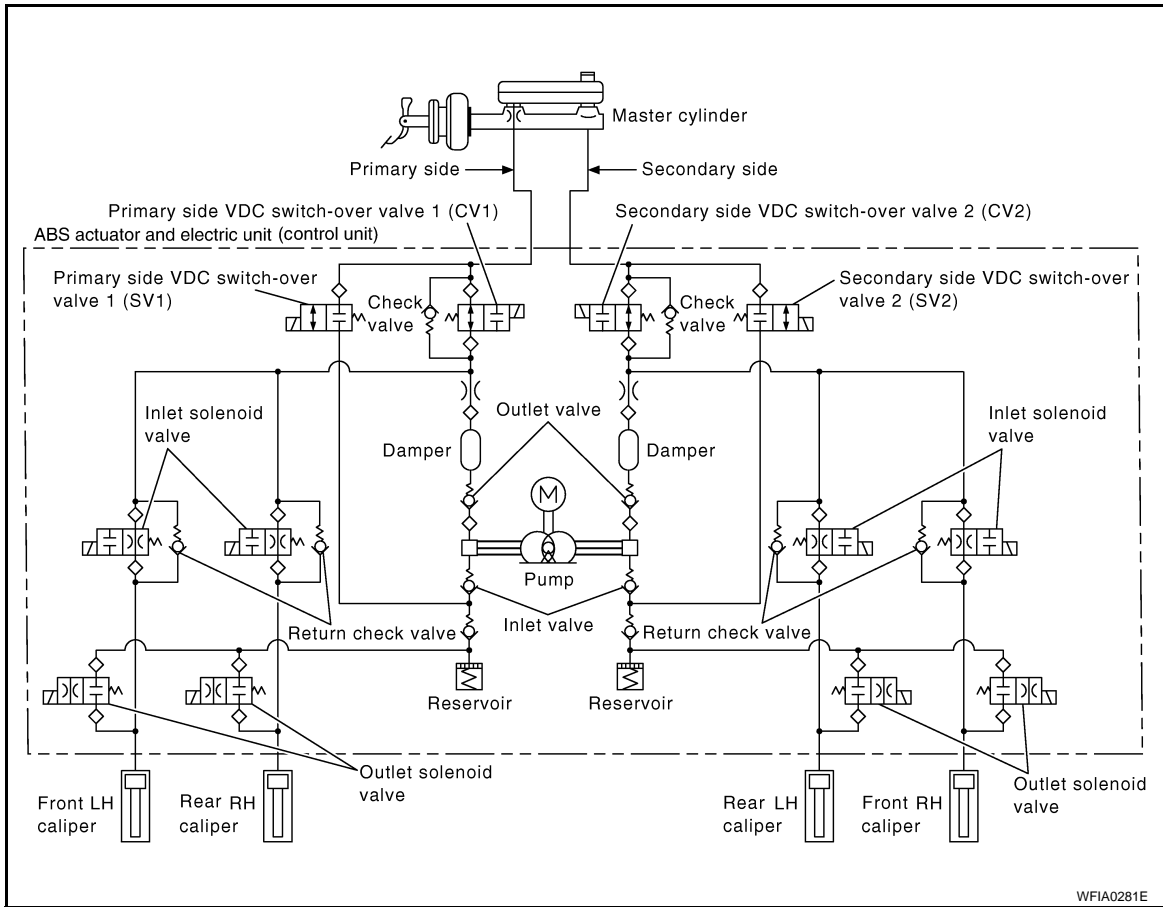 Master cylinder
Primary side
Secondary side
Primary side VDC switch-over valve 1 (CV1)
Secondary side VDC switch-over valve 2 (CV2)
ABS actuator and electric unit (control unit)
Primary side VDC switch-over
valve 1 (SV1)
Check
valve
Check
valve
Secondary side VDC switch-over
valve 2 (SV2)
Inlet solenoid
valve
Outlet valve
Inlet solenoid
valve
Damper
Damper
M
Pump
Return check valve
Inlet valve
Return check valve
Reservoir
Reservoir
Outlet solenoid
valve
Outlet solenoid
valve
Front LH
caliper
Rear RH
caliper
Rear LH
caliper
Front RH
caliper
WFIA0281E